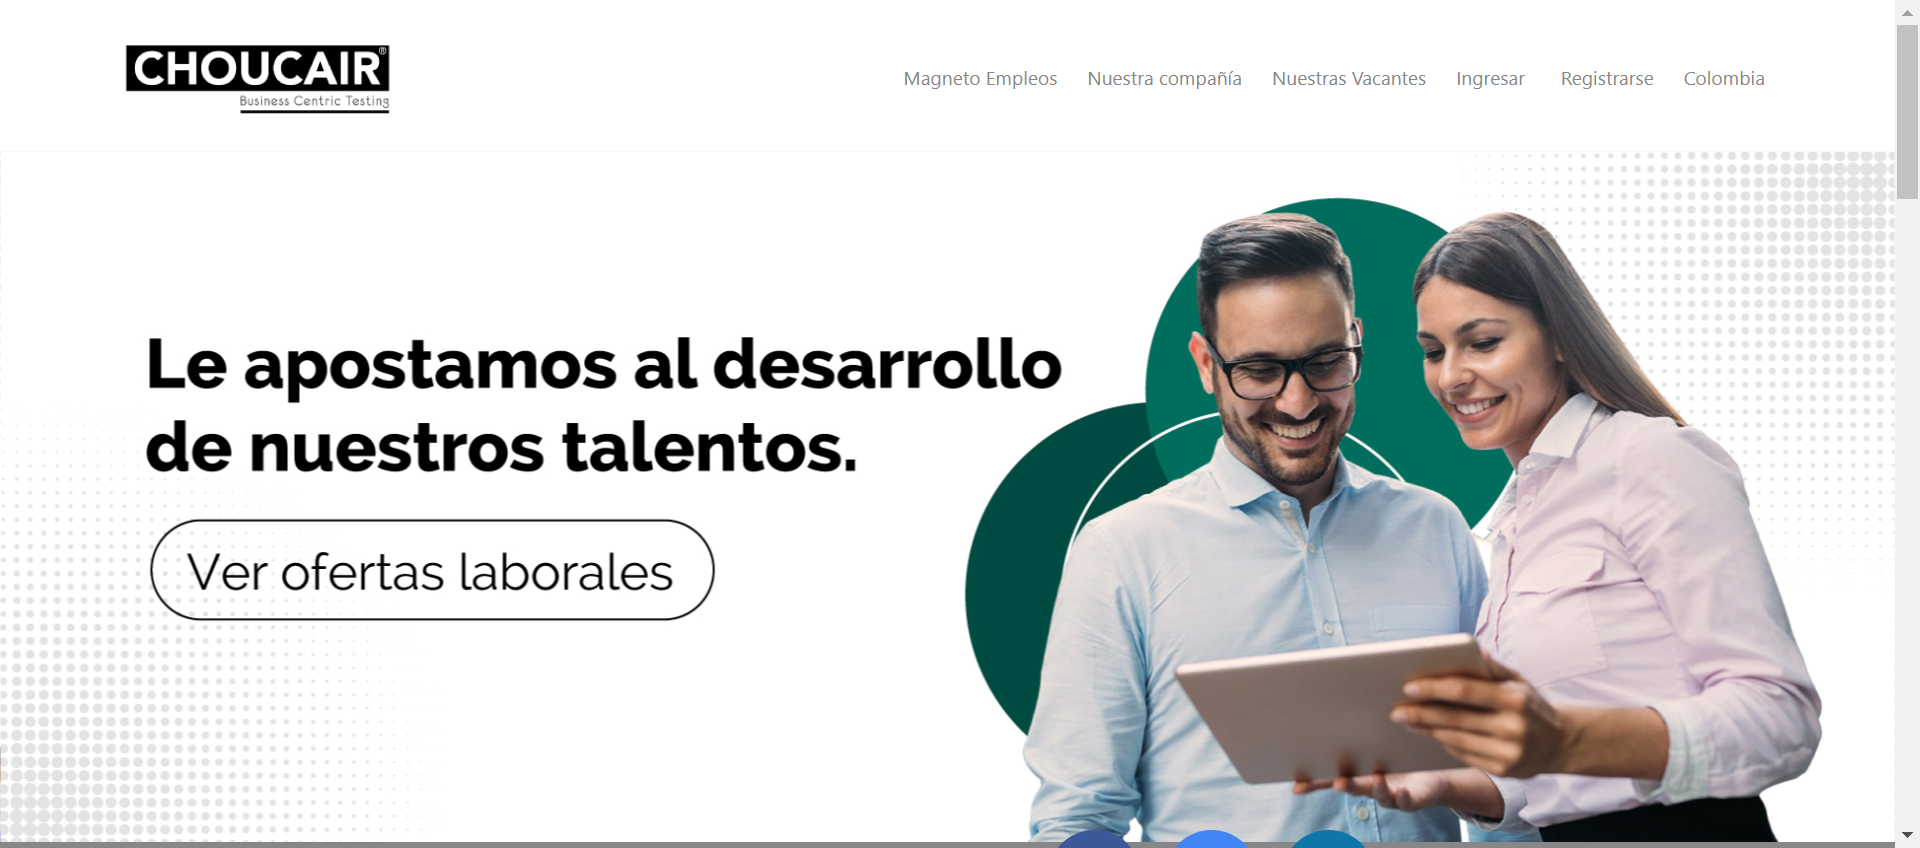 CHOUCAIR®
Business Centric Testing
Magneto Empleos Nuestra compañía Nuestras Vacantes Ingresar Registrarse Colombia
Le apostamos al desarrollo
de nuestros talentos.
Ver ofertas laborales